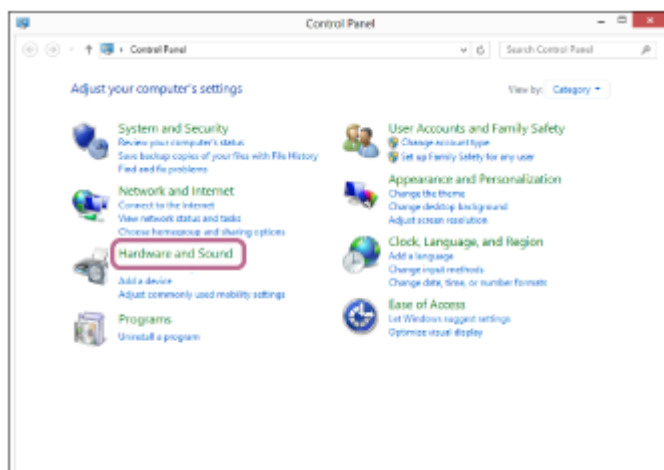 Control Panel
Control Panel
Search Control Panel
Adjust your computer's settings
View by: Category
System and Security
Review your computer's status
Save backup copies of your files with File History
Find and fix problems
Network and Internet
Connect to the Internet
View network status and tasks
Choose homegroup and sharing options
Hardware and Sound
Add a device
Adjust commonly used mobility settings
Programs
Uninstall a program
User Accounts and Family Safety
Change account type
Set up Family Safety for any user
Appearance and Personalization
Change the theme
Change desktop background
Adjust screen resolution
Clock, Language, and Region
Add a language
Change input methods
Change date, time, or number formats
Ease of Access
Let Windows suggest settings
Optimize visual display